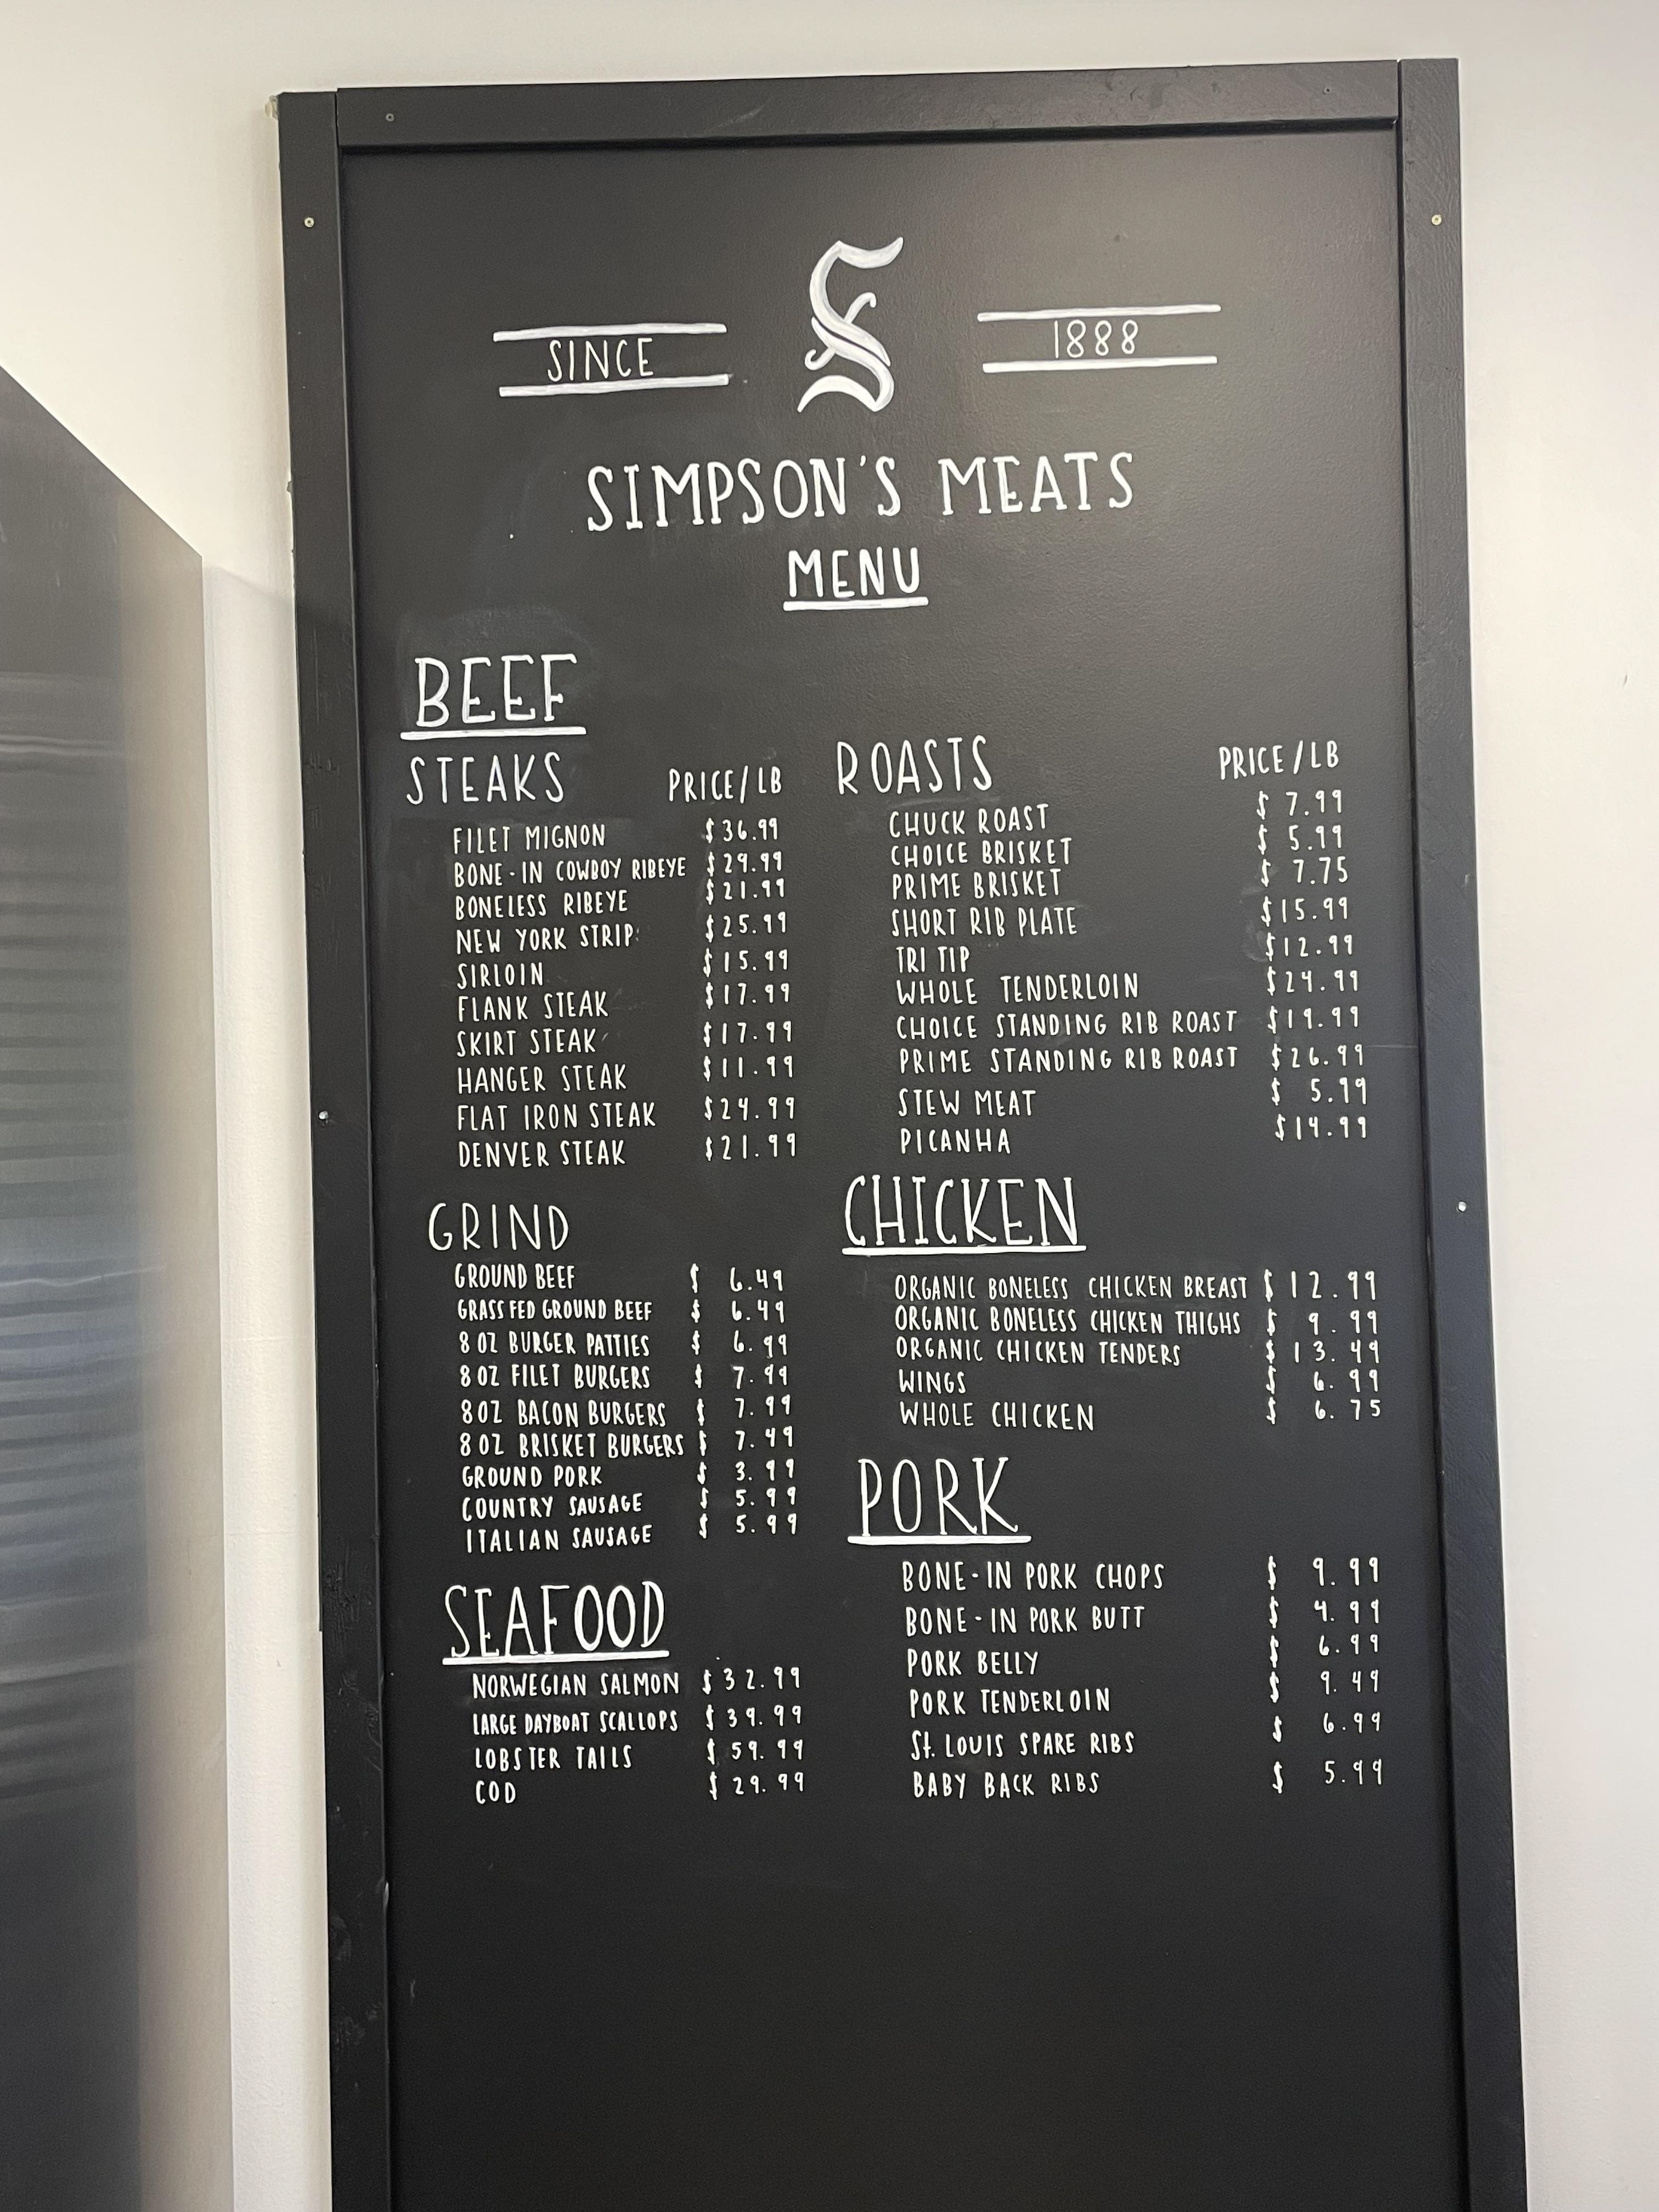 SINCE S 1888
SIMPSON'S MEATS
MENU
BEEF
STEAKS PRICE/LB
FILET MIGNON $36.99
BONE-IN COWBOY RIBEYE $29.99
BONELESS RIBEYE $21.99
NEW YORK STRIP $25.99
SIRLOIN $15.99
FLANK STEAK $17.99
SKIRT STEAK $17.99
HANGER STEAK $11.99
FLAT IRON STEAK $24.99
DENVER STEAK $21.99
GRIND
GROUND BEEF $ 6.49
GRASS FED GROUND BEEF $ 6.49
8 OZ BURGER PATTIES $ 6.99
8 OZ FILET BURGERS $ 7.99
8 OZ BACON BURGERS $ 7.99
8 OZ BRISKET BURGERS $ 7.49
GROUND PORK $ 3.99
COUNTRY SAUSAGE $ 5.99
ITALIAN SAUSAGE $ 5.99
SEAFOOD
NORWEGIAN SALMON $32.99
LARGE DAYBOAT SCALLOPS $39.99
LOBSTER TAILS $59.99
COD $29.99
ROASTS PRICE/LB
CHUCK ROAST $ 7.99
CHOICE BRISKET $ 5.99
PRIME BRISKET $ 7.75
SHORT RIB PLATE $15.99
TRI TIP $12.99
WHOLE TENDERLOIN $24.99
CHOICE STANDING RIB ROAST $19.99
PRIME STANDING RIB ROAST $26.99
STEW MEAT $ 5.99
PICANHA $14.99
CHICKEN
ORGANIC BONELESS CHICKEN BREAST $12.99
ORGANIC BONELESS CHICKEN THIGHS $ 9.99
ORGANIC CHICKEN TENDERS $13.49
WINGS $ 6.99
WHOLE CHICKEN $ 6.75
PORK
BONE-IN PORK CHOPS $ 9.99
BONE-IN PORK BUTT $ 4.99
PORK BELLY $ 6.99
PORK TENDERLOIN $ 9.49
St. LOUIS SPARE RIBS $ 6.99
BABY BACK RIBS $ 5.99